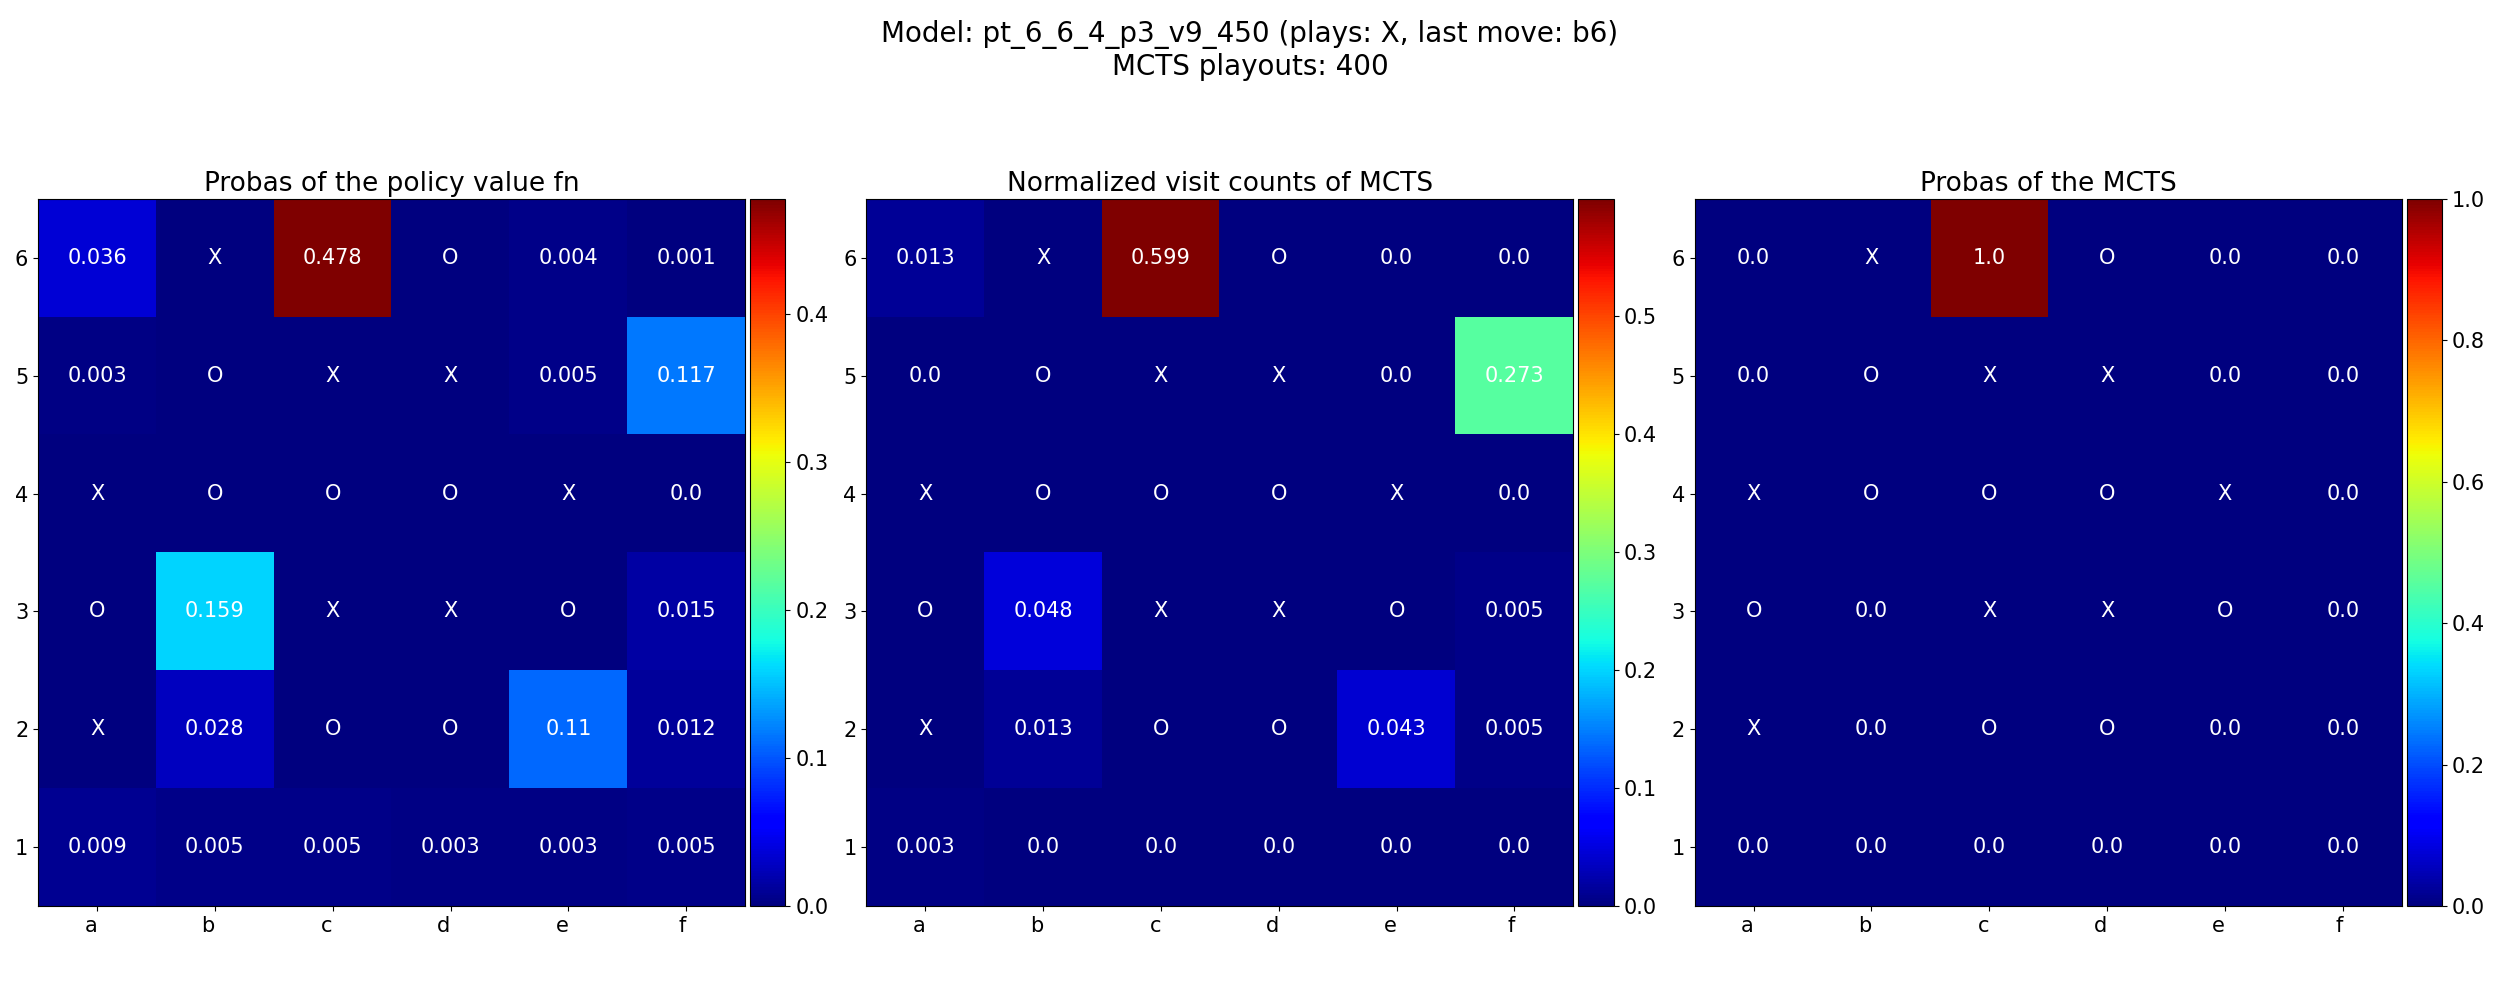 Model: pt_6_6_4_p3_v9_450 (plays: X, last move: b6)
MCTS playouts: 400
Probas of the policy value fn
6 0.036 X 0.478 O 0.004 0.001
5 0.003 O X X 0.005 0.117
4 X O O O X 0.0
3 O 0.159 X X O 0.015
2 X 0.028 O O 0.11 0.012
1 0.009 0.005 0.005 0.003 0.003 0.005
a b c d e f
0.4
0.3
0.2
0.1
0.0
Normalized visit counts of MCTS
6 0.013 X 0.599 O 0.0 0.0
5 0.0 O X X 0.0 0.273
4 X O O O X 0.0
3 O 0.048 X X O 0.005
2 X 0.013 O O 0.043 0.005
1 0.003 0.0 0.0 0.0 0.0 0.0
a b c d e f
0.5
0.4
0.3
0.2
0.1
0.0
Probas of the MCTS
6 0.0 X 1.0 O 0.0 0.0
5 0.0 O X X 0.0 0.0
4 X O O O X 0.0
3 O 0.0 X X O 0.0
2 X 0.0 O O 0.0 0.0
1 0.0 0.0 0.0 0.0 0.0 0.0
a b c d e f
1.0
0.8
0.6
0.4
0.2
0.0